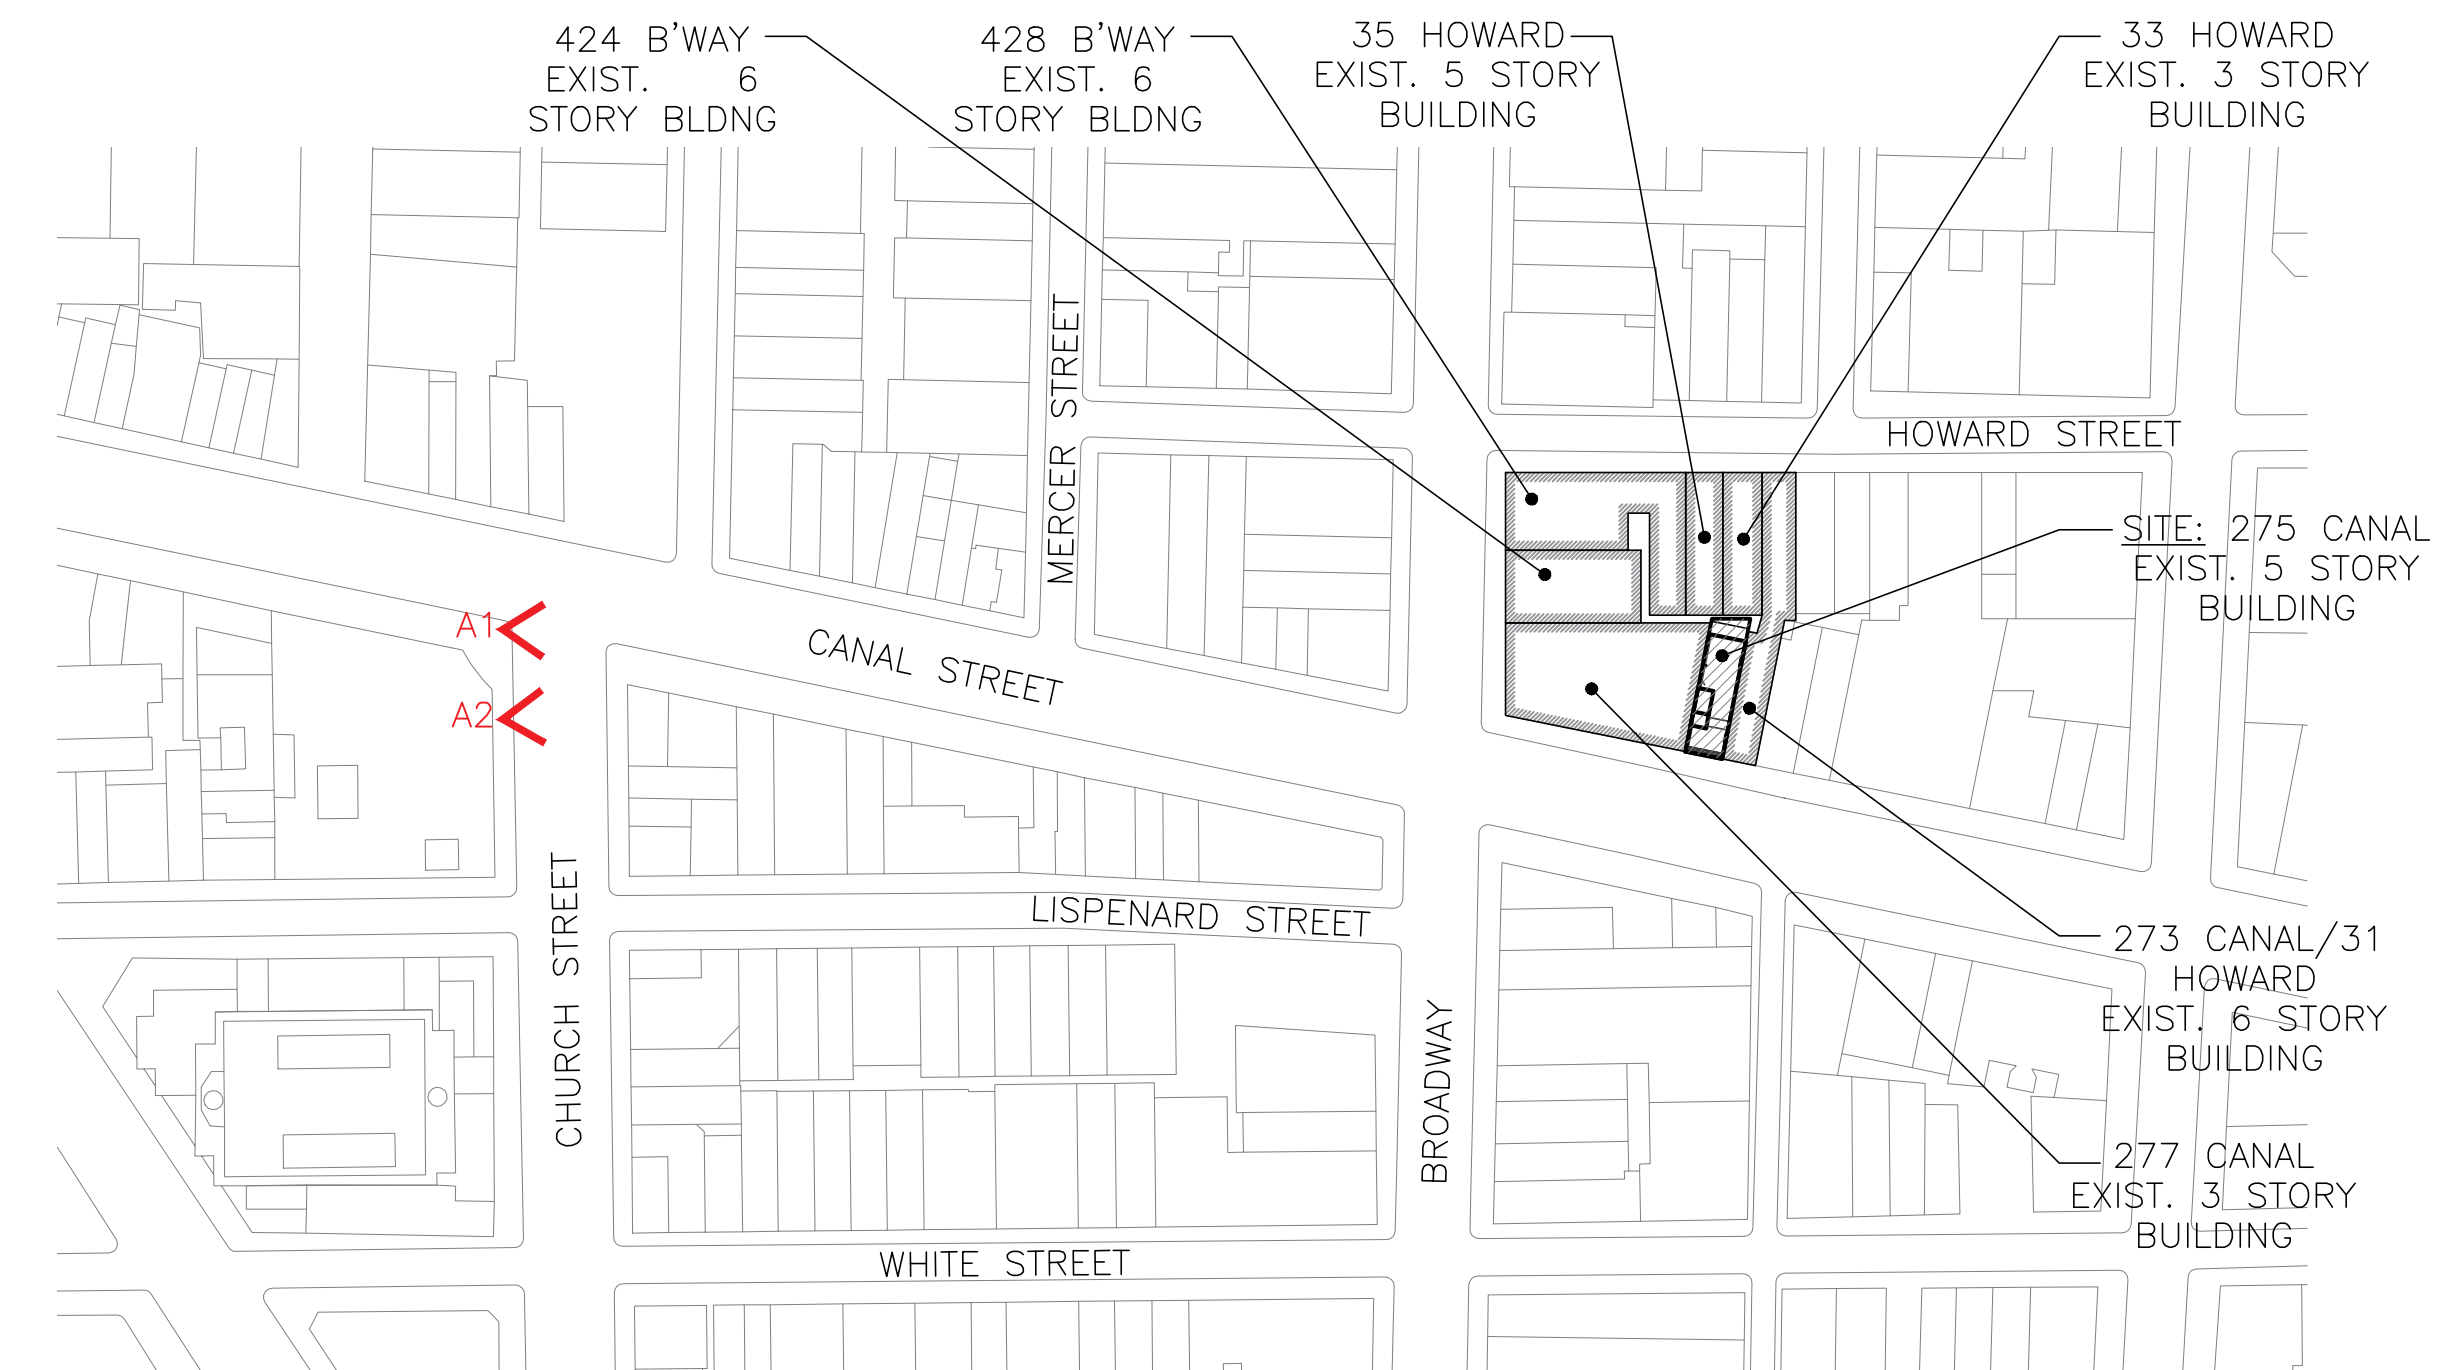 424 B'WAY
EXIST. 6
STORY BLDNG
428 B'WAY
EXIST. 6
STORY BLDNG
35 HOWARD
EXIST. 5 STORY
BUILDING
33 HOWARD
EXIST. 3 STORY
BUILDING
MERCER STREET
HOWARD STREET
SITE: 275 CANAL
EXIST. 5 STORY
BUILDING
A1
A2
CANAL STREET
CHURCH STREET
LISPENARD STREET
BROADWAY
273 CANAL/31
HOWARD
EXIST. 6 STORY
BUILDING
277 CANAL
EXIST. 3 STORY
BUILDING
WHITE STREET